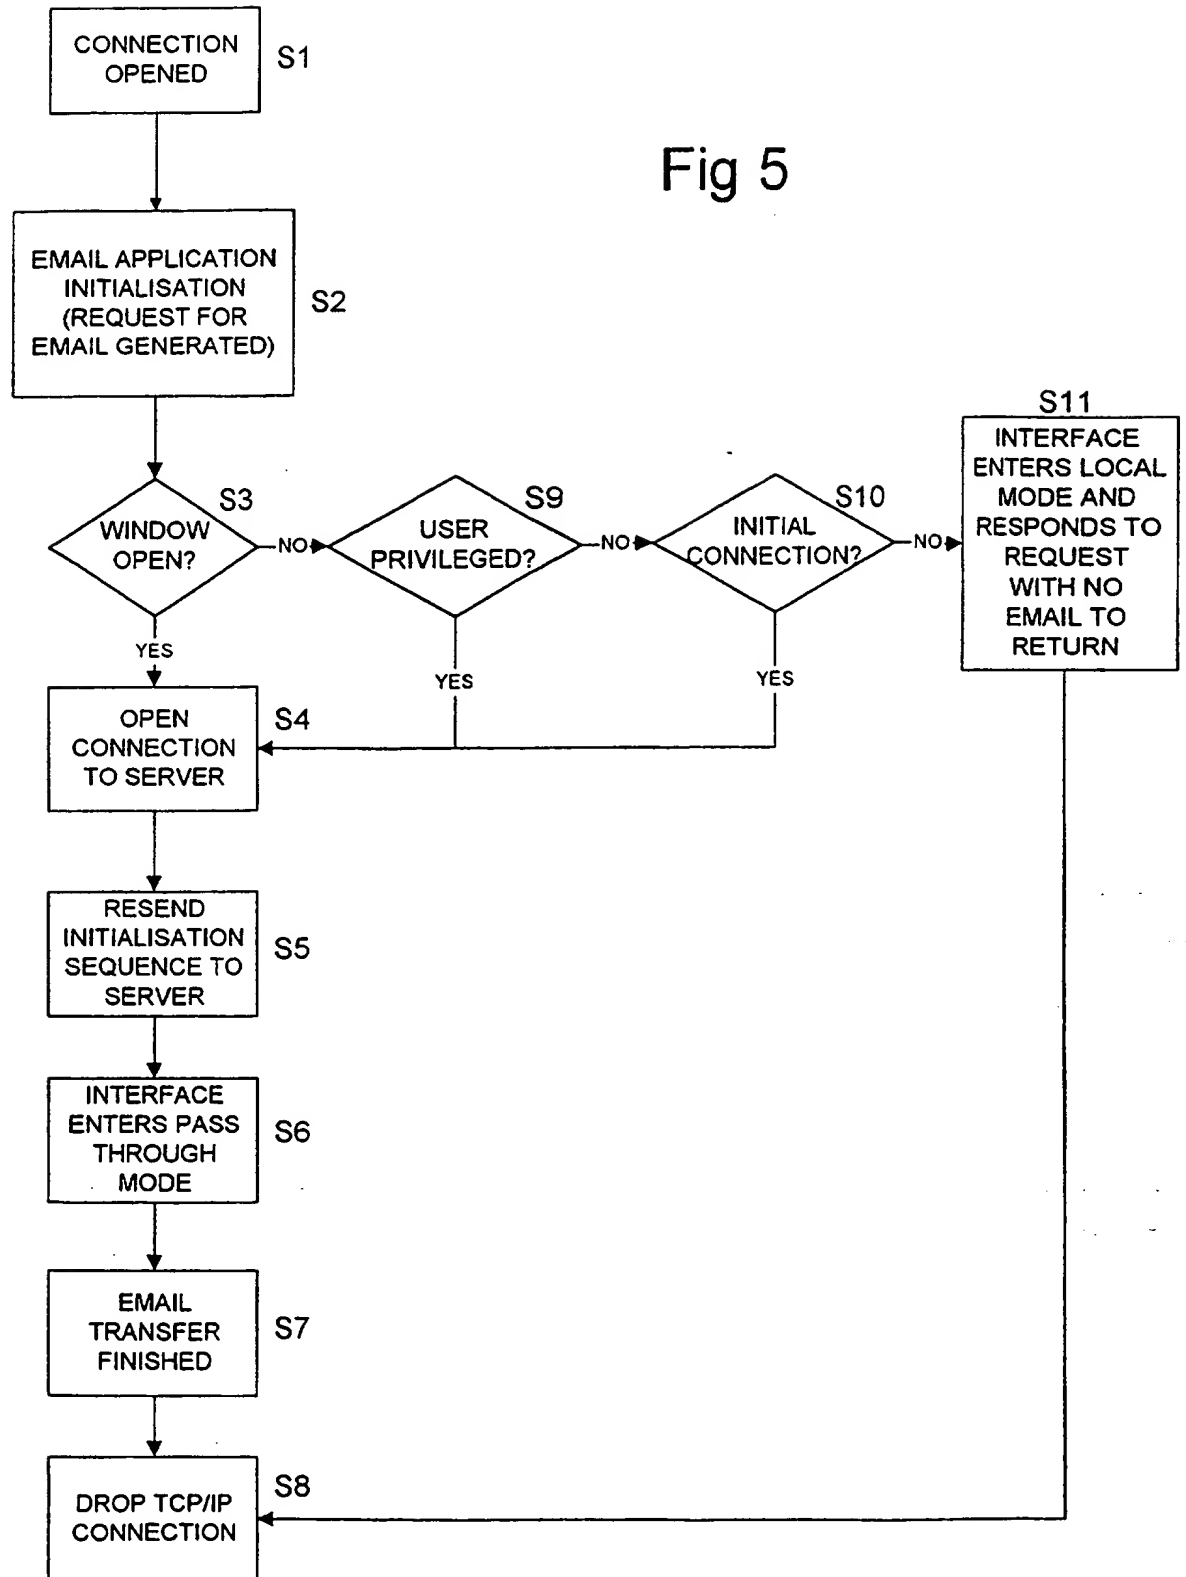 CONNECTION
OPENED
S1
Fig 5
EMAIL APPLICATION
INITIALISATION
(REQUEST FOR
EMAIL GENERATED)
S2
WINDOW
OPEN?
S3
NO
USER
PRIVILEGED?
S9
NO
INITIAL
CONNECTION?
S10
NO
S11
INTERFACE
ENTERS LOCAL
MODE AND
RESPONDS TO
REQUEST
WITH NO
EMAIL TO
RETURN
YES
YES
YES
OPEN
CONNECTION
TO SERVER
S4
RESEND
INITIALISATION
SEQUENCE TO
SERVER
S5
INTERFACE
ENTERS PASS
THROUGH
MODE
S6
EMAIL
TRANSFER
FINISHED
S7
DROP TCP/IP
CONNECTION
S8